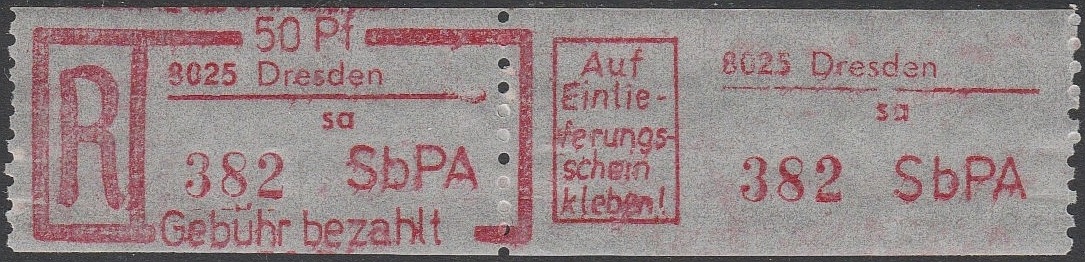 50 Pf
R
8025 Dresden
sa
382 SbPA
Gebühr bezahlt
Auf
Einlie-
ferungs-
schein
kleben!
8025 Dresden
sa
382 SbPA